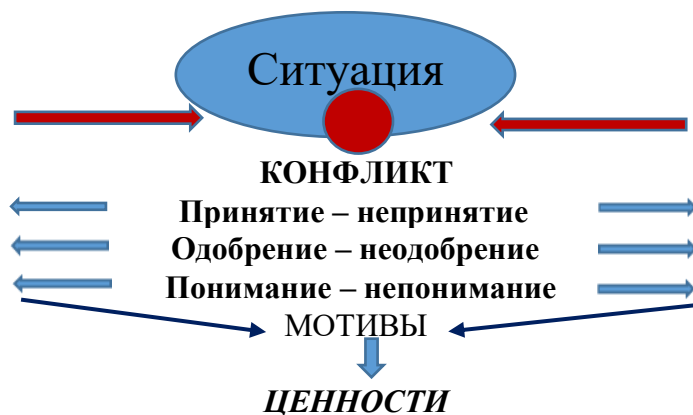 Ситуация
КОНФЛИКТ
Принятие – непринятие
Одобрение – неодобрение
Понимание – непонимание
МОТИВЫ
ЦЕННОСТИ